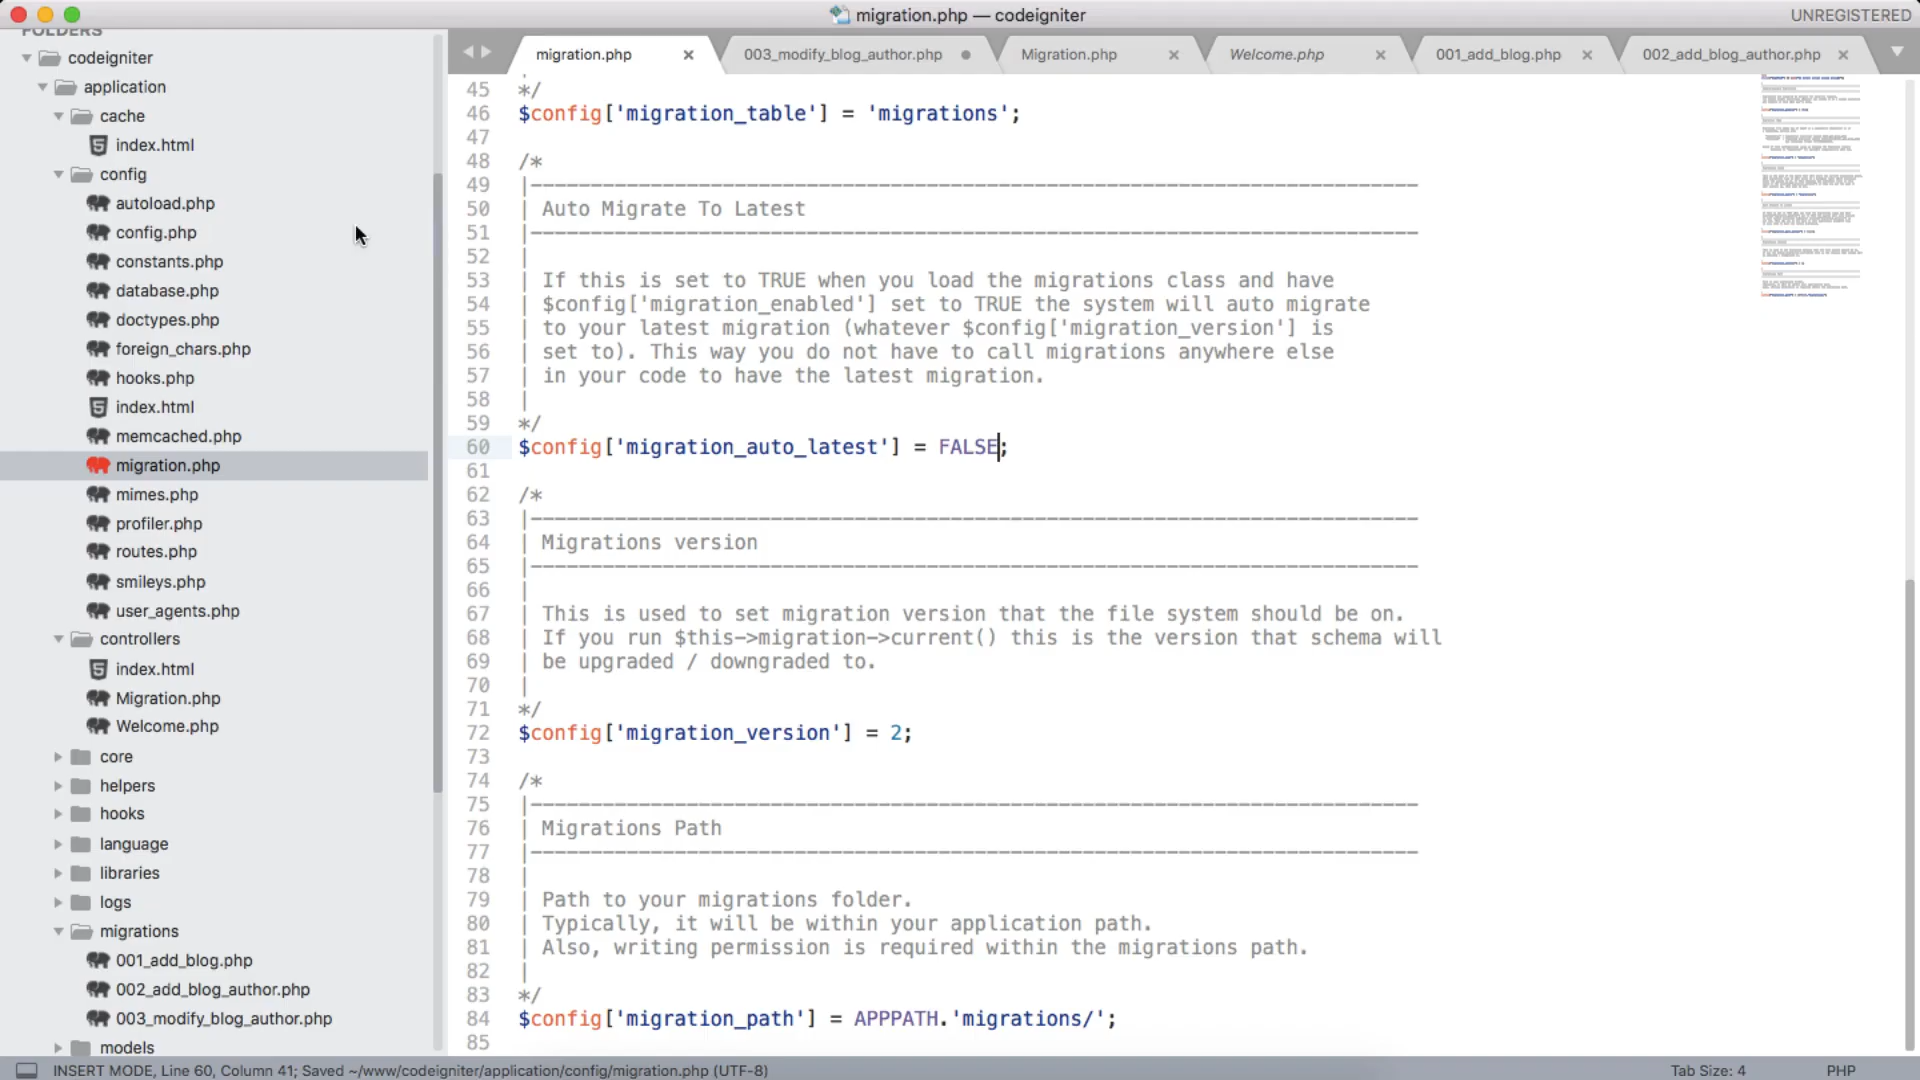 migration.php — codeigniter
UNREGISTERED
FOLDERS
codeigniter
application
cache
index.html
config
autoload.php
config.php
constants.php
database.php
doctypes.php
foreign_chars.php
hooks.php
index.html
memcached.php
migration.php
mimes.php
profiler.php
routes.php
smileys.php
user_agents.php
controllers
index.html
Migration.php
Welcome.php
core
helpers
hooks
language
libraries
logs
migrations
001_add_blog.php
002_add_blog_author.php
003_modify_blog_author.php
models
migration.php
003_modify_blog_author.php
Migration.php
Welcome.php
001_add_blog.php
002_add_blog_author.php
45 */
46 $config['migration_table'] = 'migrations';
47
48 /*
49 |--------------------------------------------------------------------------
50 | Auto Migrate To Latest
51 |--------------------------------------------------------------------------
52 |
53 | If this is set to TRUE when you load the migrations class and have
54 | $config['migration_enabled'] set to TRUE the system will auto migrate
55 | to your latest migration (whatever $config['migration_version'] is
56 | set to). This way you do not have to call migrations anywhere else
57 | in your code to have the latest migration.
58 |
59 */
60 $config['migration_auto_latest'] = FALSE;
61
62 /*
63 |--------------------------------------------------------------------------
64 | Migrations version
65 |--------------------------------------------------------------------------
66 |
67 | This is used to set migration version that the file system should be on.
68 | If you run $this->migration->current() this is the version that schema will
69 | be upgraded / downgraded to.
70 |
71 */
72 $config['migration_version'] = 2;
73
74 /*
75 |--------------------------------------------------------------------------
76 | Migrations Path
77 |--------------------------------------------------------------------------
78 |
79 | Path to your migrations folder.
80 | Typically, it will be within your application path.
81 | Also, writing permission is required within the migrations path.
82 |
83 */
84 $config['migration_path'] = APPPATH.'migrations/';
85
INSERT MODE, Line 60, Column 41; Saved ~/www/codeigniter/application/config/migration.php (UTF-8)
Tab Size: 4
PHP